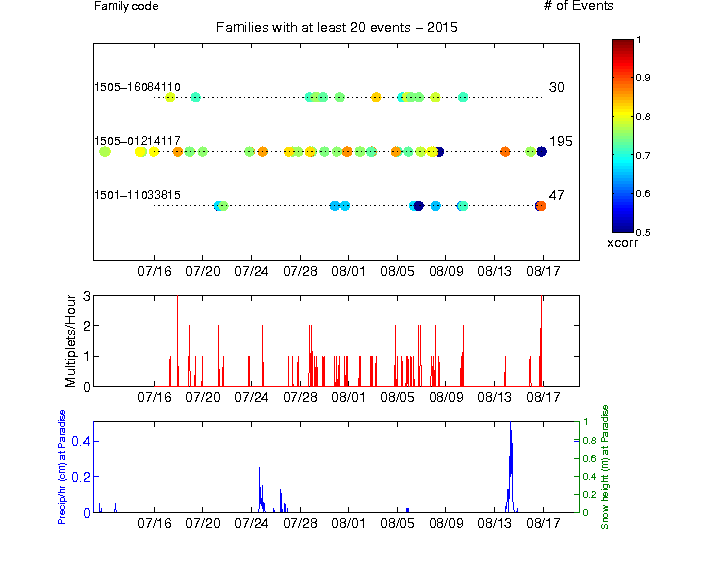 Family code # of Events
Families with at least 20 events – 2015
1505–16084110 30
1505–01214117 195
1501–11033815 47
07/16 07/20 07/24 07/28 08/01 08/05 08/09 08/13 08/17
1
0.9
0.8
0.7
0.6
0.5
xcorr
Multiplets/Hour
3
2
1
0
07/16 07/20 07/24 07/28 08/01 08/05 08/09 08/13 08/17
Precip/hr (cm) at Paradise
0.4
0.2
0
1
0.8
0.6
0.4
0.2
0
Snow height (m) at Paradise
07/16 07/20 07/24 07/28 08/01 08/05 08/09 08/13 08/17